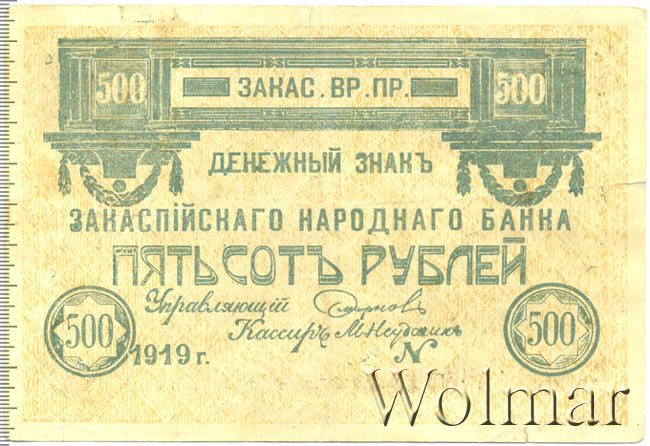 500 ЗАКАС. ВР. ПР. 500
ДЕНЕЖНЫЙ ЗНАКЪ
ЗАКАСПІЙСКАГО НАРОДНАГО БАНКА
ПЯТЬСОТЪ РУБЛЕЙ
Управляющій
Кассиръ
500 1919 г. N 500
Wolmar